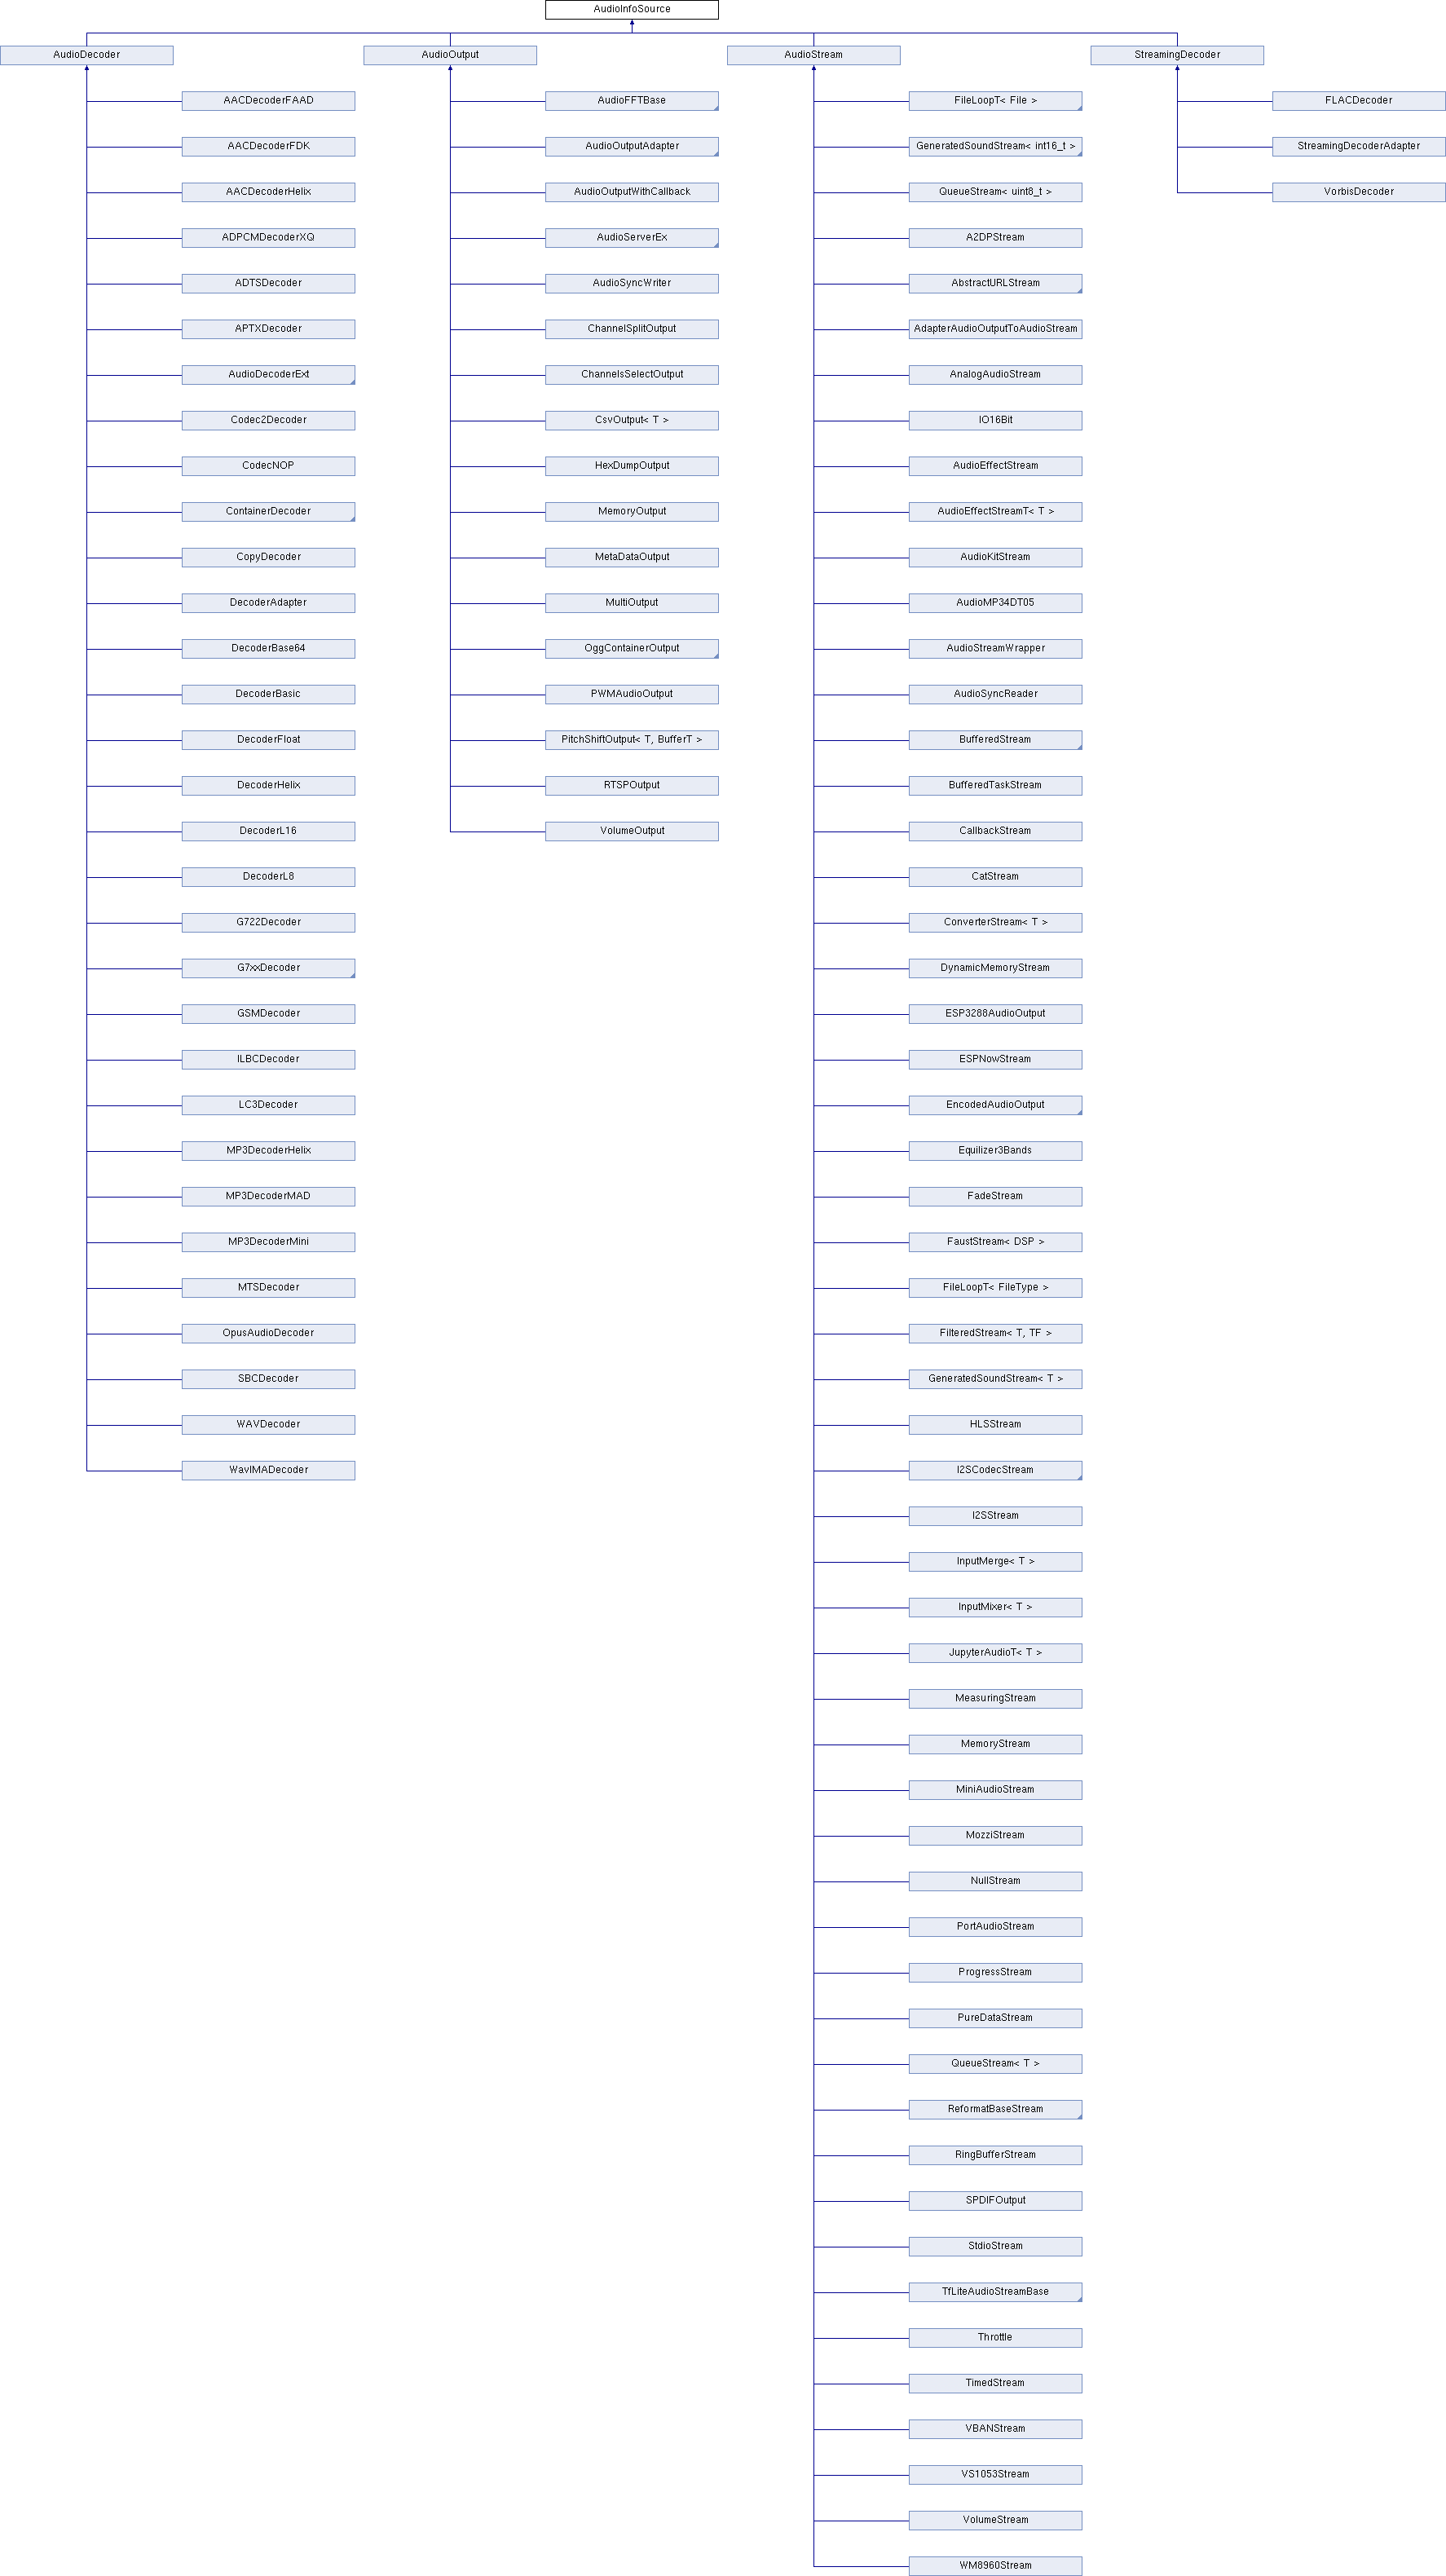 AudioInfoSource
AudioDecoder
AudioOutput
AudioStream
StreamingDecoder
AACDecoderFAAD
AudioFFTBase
FileLoopT< File >
FLACDecoder
AACDecoderFDK
AudioOutputAdapter
GeneratedSoundStream< int16_t >
StreamingDecoderAdapter
AACDecoderHelix
AudioOutputWithCallback
QueueStream< uint8_t >
VorbisDecoder
ADPCMDecoderXQ
AudioServerEx
A2DPStream
ADTSDecoder
AudioSyncWriter
AbstractURLStream
APTXDecoder
ChannelSplitOutput
AdapterAudioOutputToAudioStream
AudioDecoderExt
ChannelsSelectOutput
AnalogAudioStream
Codec2Decoder
CsvOutput< T >
IO16Bit
CodecNOP
HexDumpOutput
AudioEffectStream
ContainerDecoder
MemoryOutput
AudioEffectStreamT< T >
CopyDecoder
MetaDataOutput
AudioKitStream
DecoderAdapter
MultiOutput
AudioMP34DT05
DecoderBase64
OggContainerOutput
AudioStreamWrapper
DecoderBasic
PWMAudioOutput
AudioSyncReader
DecoderFloat
PitchShiftOutput< T, BufferT >
BufferedStream
DecoderHelix
RTSPOutput
BufferedTaskStream
DecoderL16
VolumeOutput
CallbackStream
DecoderL8
CatStream
G722Decoder
ConverterStream< T >
G7xxDecoder
DynamicMemoryStream
GSMDecoder
ESP3288AudioOutput
ILBCDecoder
ESPNowStream
LC3Decoder
EncodedAudioOutput
MP3DecoderHelix
Equilizer3Bands
MP3DecoderMAD
FadeStream
MP3DecoderMini
FaustStream< DSP >
MTSDecoder
FileLoopT< FileType >
OpusAudioDecoder
FilteredStream< T, TF >
SBCDecoder
GeneratedSoundStream< T >
WAVDecoder
HLSStream
WavIMADecoder
I2SCodecStream
I2SStream
InputMerge< T >
InputMixer< T >
JupyterAudioT< T >
MeasuringStream
MemoryStream
MiniAudioStream
MozziStream
NullStream
PortAudioStream
ProgressStream
PureDataStream
QueueStream< T >
ReformatBaseStream
RingBufferStream
SPDIFOutput
StdioStream
TfLiteAudioStreamBase
Throttle
TimedStream
VBANStream
VS1053Stream
VolumeStream
WM8960Stream